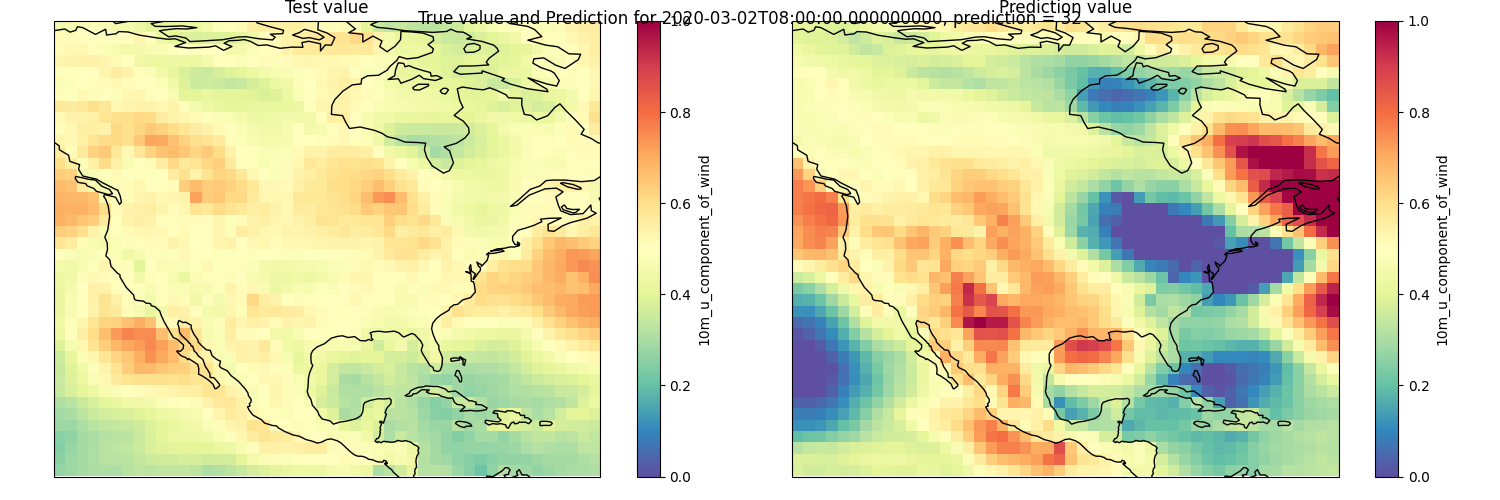 Test value
Prediction value
True value and Prediction for 2020-03-02T08:00:00.000000000, prediction = 32
1.0
0.8
0.6
0.4
0.2
0.0
10m_u_component_of_wind
1.0
0.8
0.6
0.4
0.2
0.0
10m_u_component_of_wind